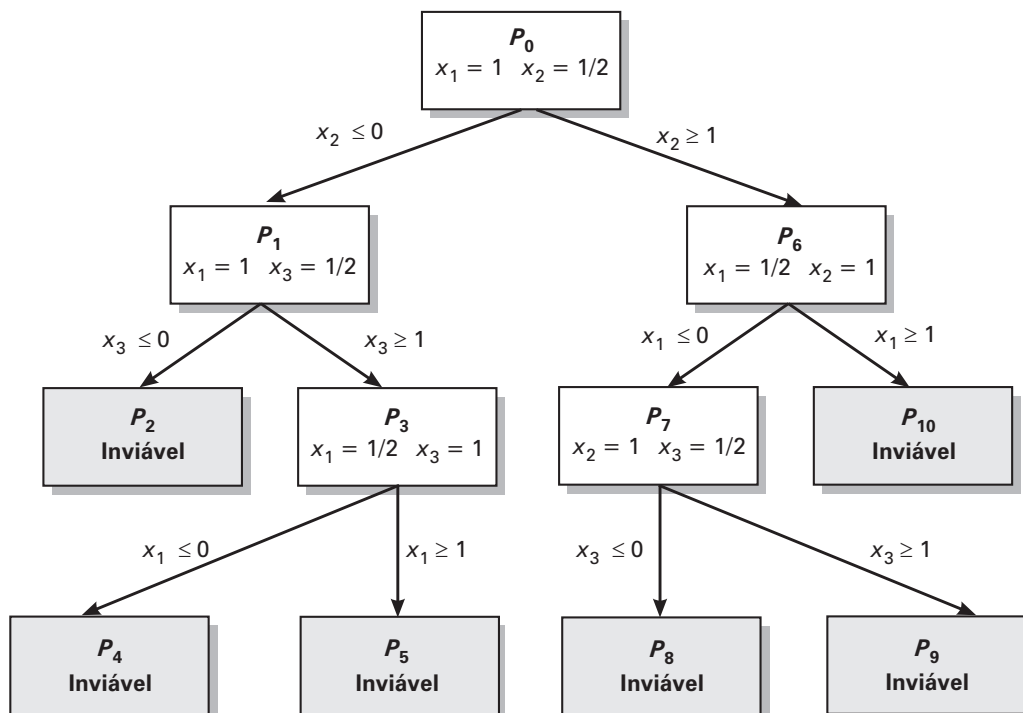 P0
x1 = 1 x2 = 1/2
x2 ≤ 0
x2 ≥ 1
P1
x1 = 1 x3 = 1/2
P6
x1 = 1/2 x2 = 1
x3 ≤ 0
x3 ≥ 1
x1 ≤ 0
x1 ≥ 1
P2
Inviável
P3
x1 = 1/2 x3 = 1
P7
x2 = 1 x3 = 1/2
P10
Inviável
x1 ≤ 0
x1 ≥ 1
x3 ≤ 0
x3 ≥ 1
P4
Inviável
P5
Inviável
P8
Inviável
P9
Inviável